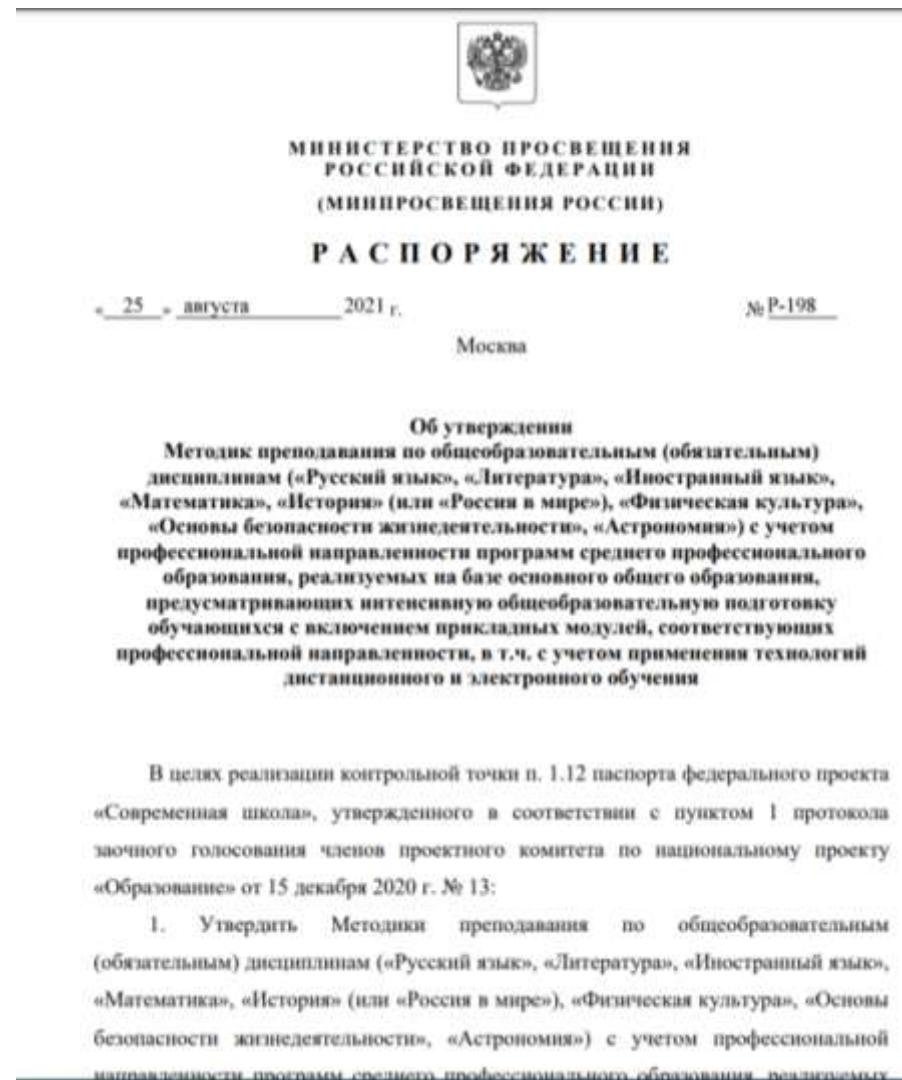 МИНИСТЕРСТВО ПРОСВЕЩЕНИЯ
РОССИЙСКОЙ ФЕДЕРАЦИИ
(МИНПРОСВЕЩЕНИЯ РОССИИ)
РАСПОРЯЖЕНИЕ
« 25 » августа 2021 г. № Р-198
Москва
Об утверждении
Методик преподавания по общеобразовательным (обязательным)
дисциплинам («Русский язык», «Литература», «Иностранный язык»,
«Математика», «История» (или «Россия в мире»), «Физическая культура»,
«Основы безопасности жизнедеятельности», «Астрономия») с учетом
профессиональной направленности программ среднего профессионального
образования, реализуемых на базе основного общего образования,
предусматривающих интенсивную общеобразовательную подготовку
обучающихся с включением прикладных модулей, соответствующих
профессиональной направленности, в т.ч. с учетом применения технологий
дистанционного и электронного обучения
В целях реализации контрольной точки п. 1.12 паспорта федерального проекта
«Современная школа», утвержденного в соответствии с пунктом 1 протокола
заочного голосования членов проектного комитета по национальному проекту
«Образование» от 15 декабря 2020 г. № 13:
1. Утвердить Методики преподавания по общеобразовательным
(обязательным) дисциплинам («Русский язык», «Литература», «Иностранный язык»,
«Математика», «История» (или «Россия в мире»), «Физическая культура», «Основы
безопасности жизнедеятельности», «Астрономия») с учетом профессиональной
направленности программ среднего профессионального образования, реализуемых